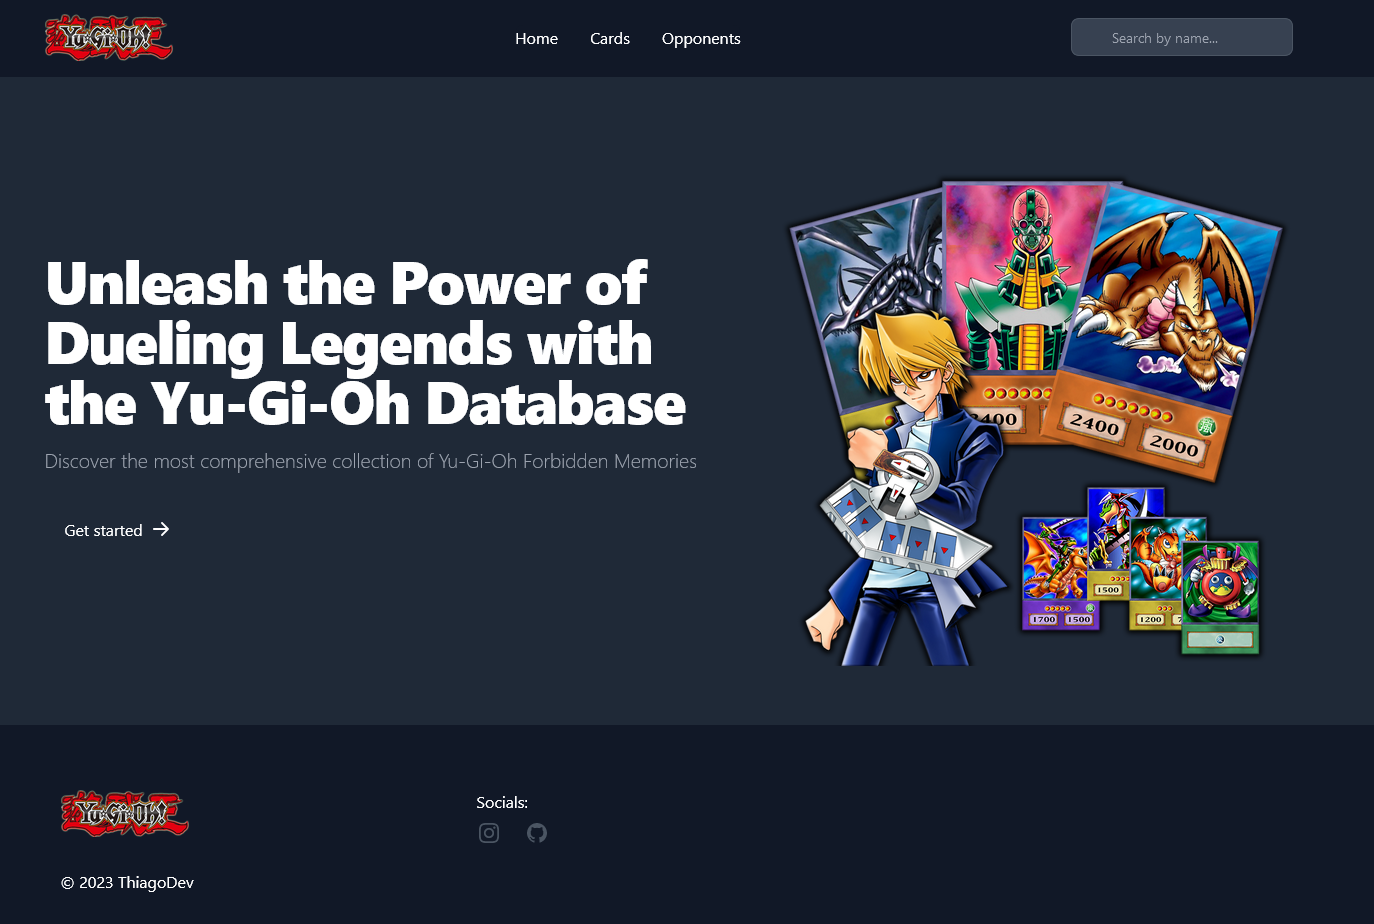 Yu-Gi-Oh!
Home
Cards
Opponents
Search by name...
Unleash the Power of
Dueling Legends with
the Yu-Gi-Oh Database
Discover the most comprehensive collection of Yu-Gi-Oh Forbidden Memories
Get started
2400
2400
2000
1500
1700
1500
1200
Yu-Gi-Oh!
Socials:
© 2023 ThiagoDev